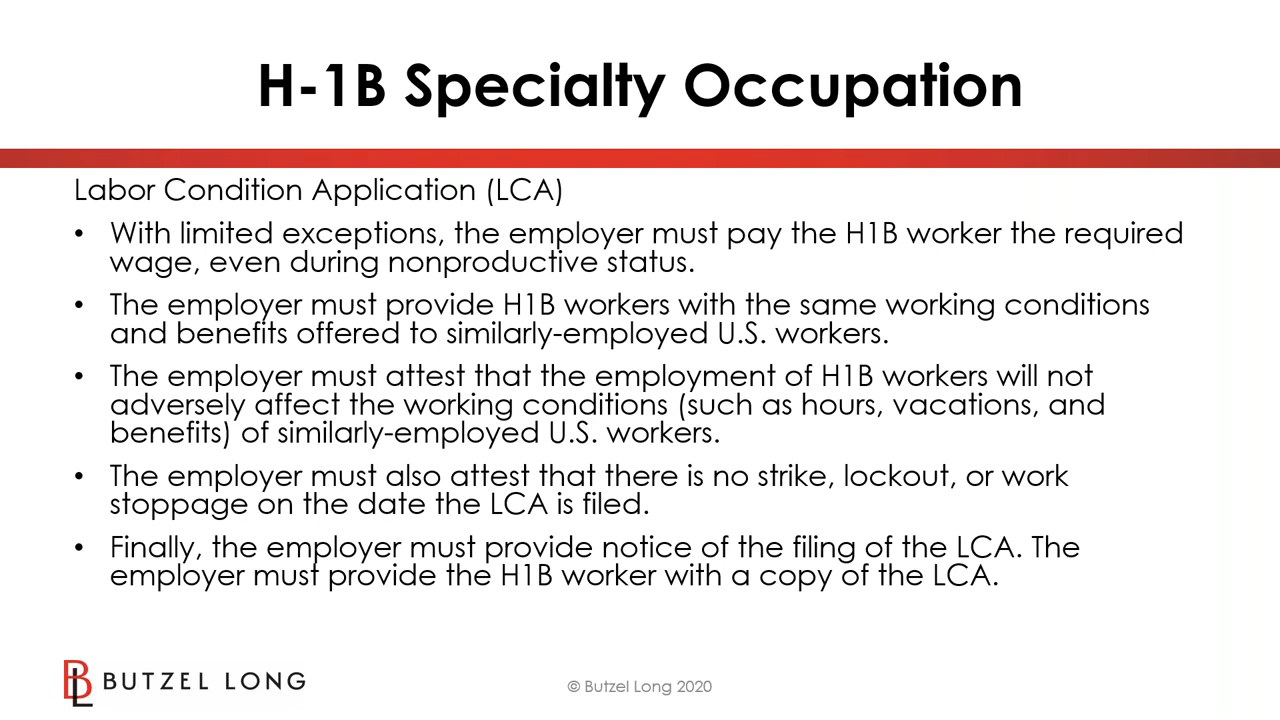 H-1B Specialty Occupation
Labor Condition Application (LCA)
• With limited exceptions, the employer must pay the H1B worker the required
wage, even during nonproductive status.
• The employer must provide H1B workers with the same working conditions
and benefits offered to similarly-employed U.S. workers.
• The employer must attest that the employment of H1B workers will not
adversely affect the working conditions (such as hours, vacations, and
benefits) of similarly-employed U.S. workers.
• The employer must also attest that there is no strike, lockout, or work
stoppage on the date the LCA is filed.
• Finally, the employer must provide notice of the filing of the LCA. The
employer must provide the H1B worker with a copy of the LCA.
BL BUTZEL LONG
© Butzel Long 2020